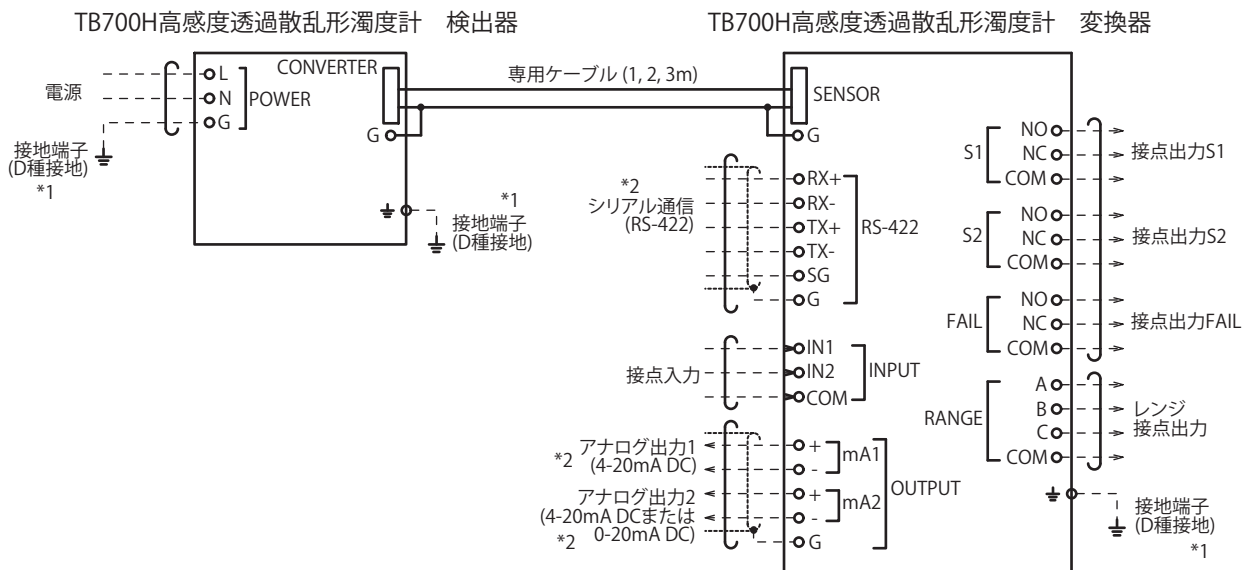 TB700H高感度透過散乱形濁度計　検出器
TB700H高感度透過散乱形濁度計　変換器
電源
L
N
G
POWER
CONVERTER
G
接地端子
(D種接地)
*1
*1
接地端子
(D種接地)
専用ケーブル (1, 2, 3m)
SENSOR
G
*2
シリアル通信
(RS-422)
RX+
RX-
TX+
TX-
SG
G
RS-422
接点入力
IN1
IN2
COM
INPUT
アナログ出力1
*2 (4-20mA DC)
+
-
mA1
アナログ出力2
(4-20mA DCまたは
*2 0-20mA DC)
+
-
mA2
G
OUTPUT
S1
NO
NC
COM
接点出力S1
S2
NO
NC
COM
接点出力S2
FAIL
NO
NC
COM
接点出力FAIL
RANGE
A
B
C
COM
レンジ
接点出力
接地端子
(D種接地)
*1